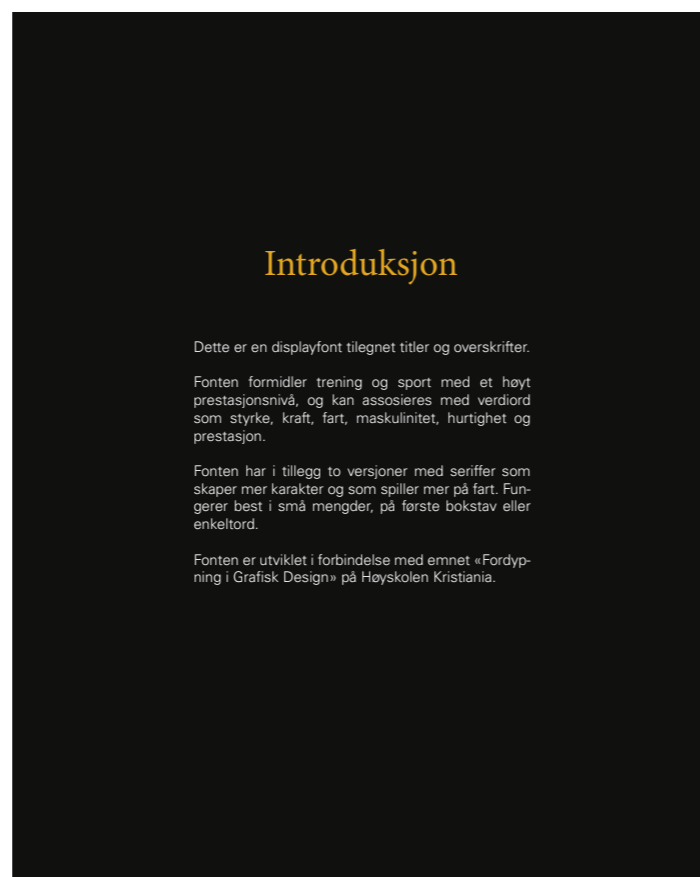 Introduksjon
Dette er en displayfont tilegnet titler og overskrifter.
Fonten formidler trening og sport med et høyt
prestasjonsnivå, og kan assosieres med verdiord
som styrke, kraft, fart, maskulinitet, hurtighet og
prestasjon.
Fonten har i tillegg to versjoner med seriffer som
skaper mer karakter og som spiller mer på fart. Fun-
gerer best i små mengder, på første bokstav eller
enkeltord.
Fonten er utviklet i forbindelse med emnet «Fordyp-
ning i Grafisk Design» på Høyskolen Kristiania.